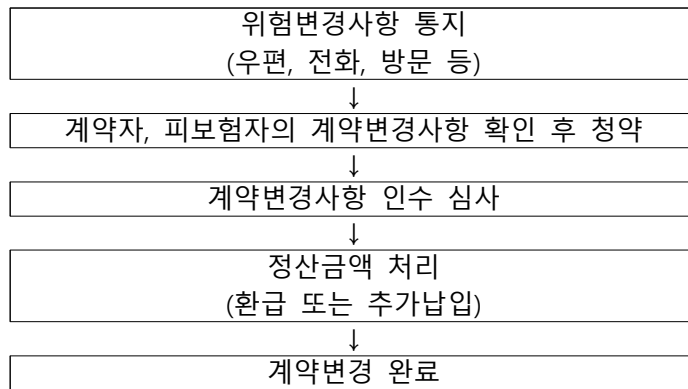 위험변경사항 통지
(우편, 전화, 방문 등)
↓
계약자, 피보험자의 계약변경사항 확인 후 청약
↓
계약변경사항 인수 심사
↓
정산금액 처리
(환급 또는 추가납입)
↓
계약변경 완료